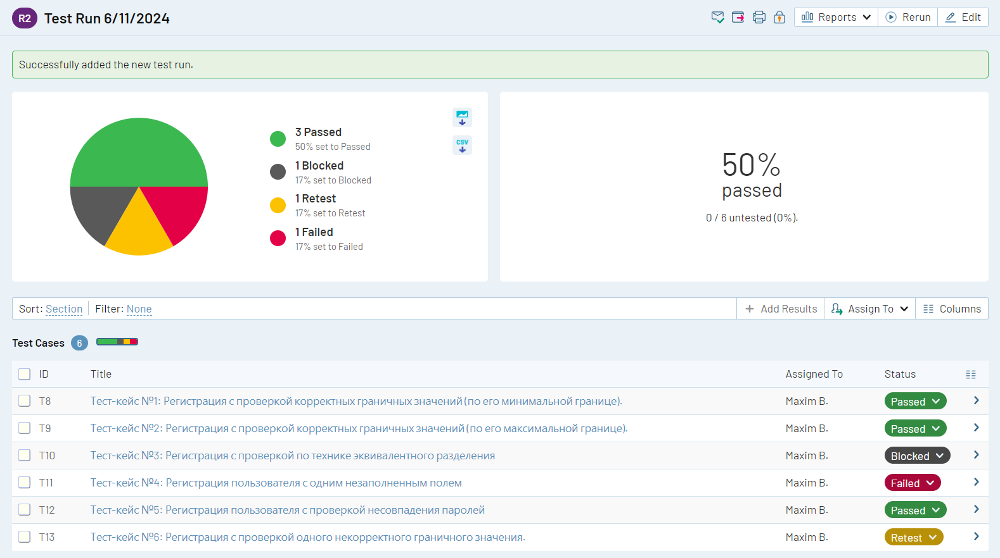 R2 Test Run 6/11/2024 Reports Rerun Edit
Successfully added the new test run.
3 Passed
50% set to Passed
1 Blocked
17% set to Blocked
1 Retest
17% set to Retest
1 Failed
17% set to Failed
CSV
50%
passed
0 / 6 untested (0%).
Sort: Section Filter: None + Add Results Assign To Columns
Test Cases 6
ID Title Assigned To Status
T8 Тест-кейс №1: Регистрация с проверкой корректных граничных значений (по его минимальной границе). Maxim B. Passed
T9 Тест-кейс №2: Регистрация с проверкой корректных граничных значений (по его максимальной границе). Maxim B. Passed
T10 Тест-кейс №3: Регистрация с проверкой по технике эквивалентного разделения Maxim B. Blocked
T11 Тест-кейс №4: Регистрация пользователя с одним незаполненным полем Maxim B. Failed
T12 Тест-кейс №5: Регистрация пользователя с проверкой несовпадения паролей Maxim B. Passed
T13 Тест-кейс №6: Регистрация с проверкой одного некорректного граничного значения. Maxim B. Retest